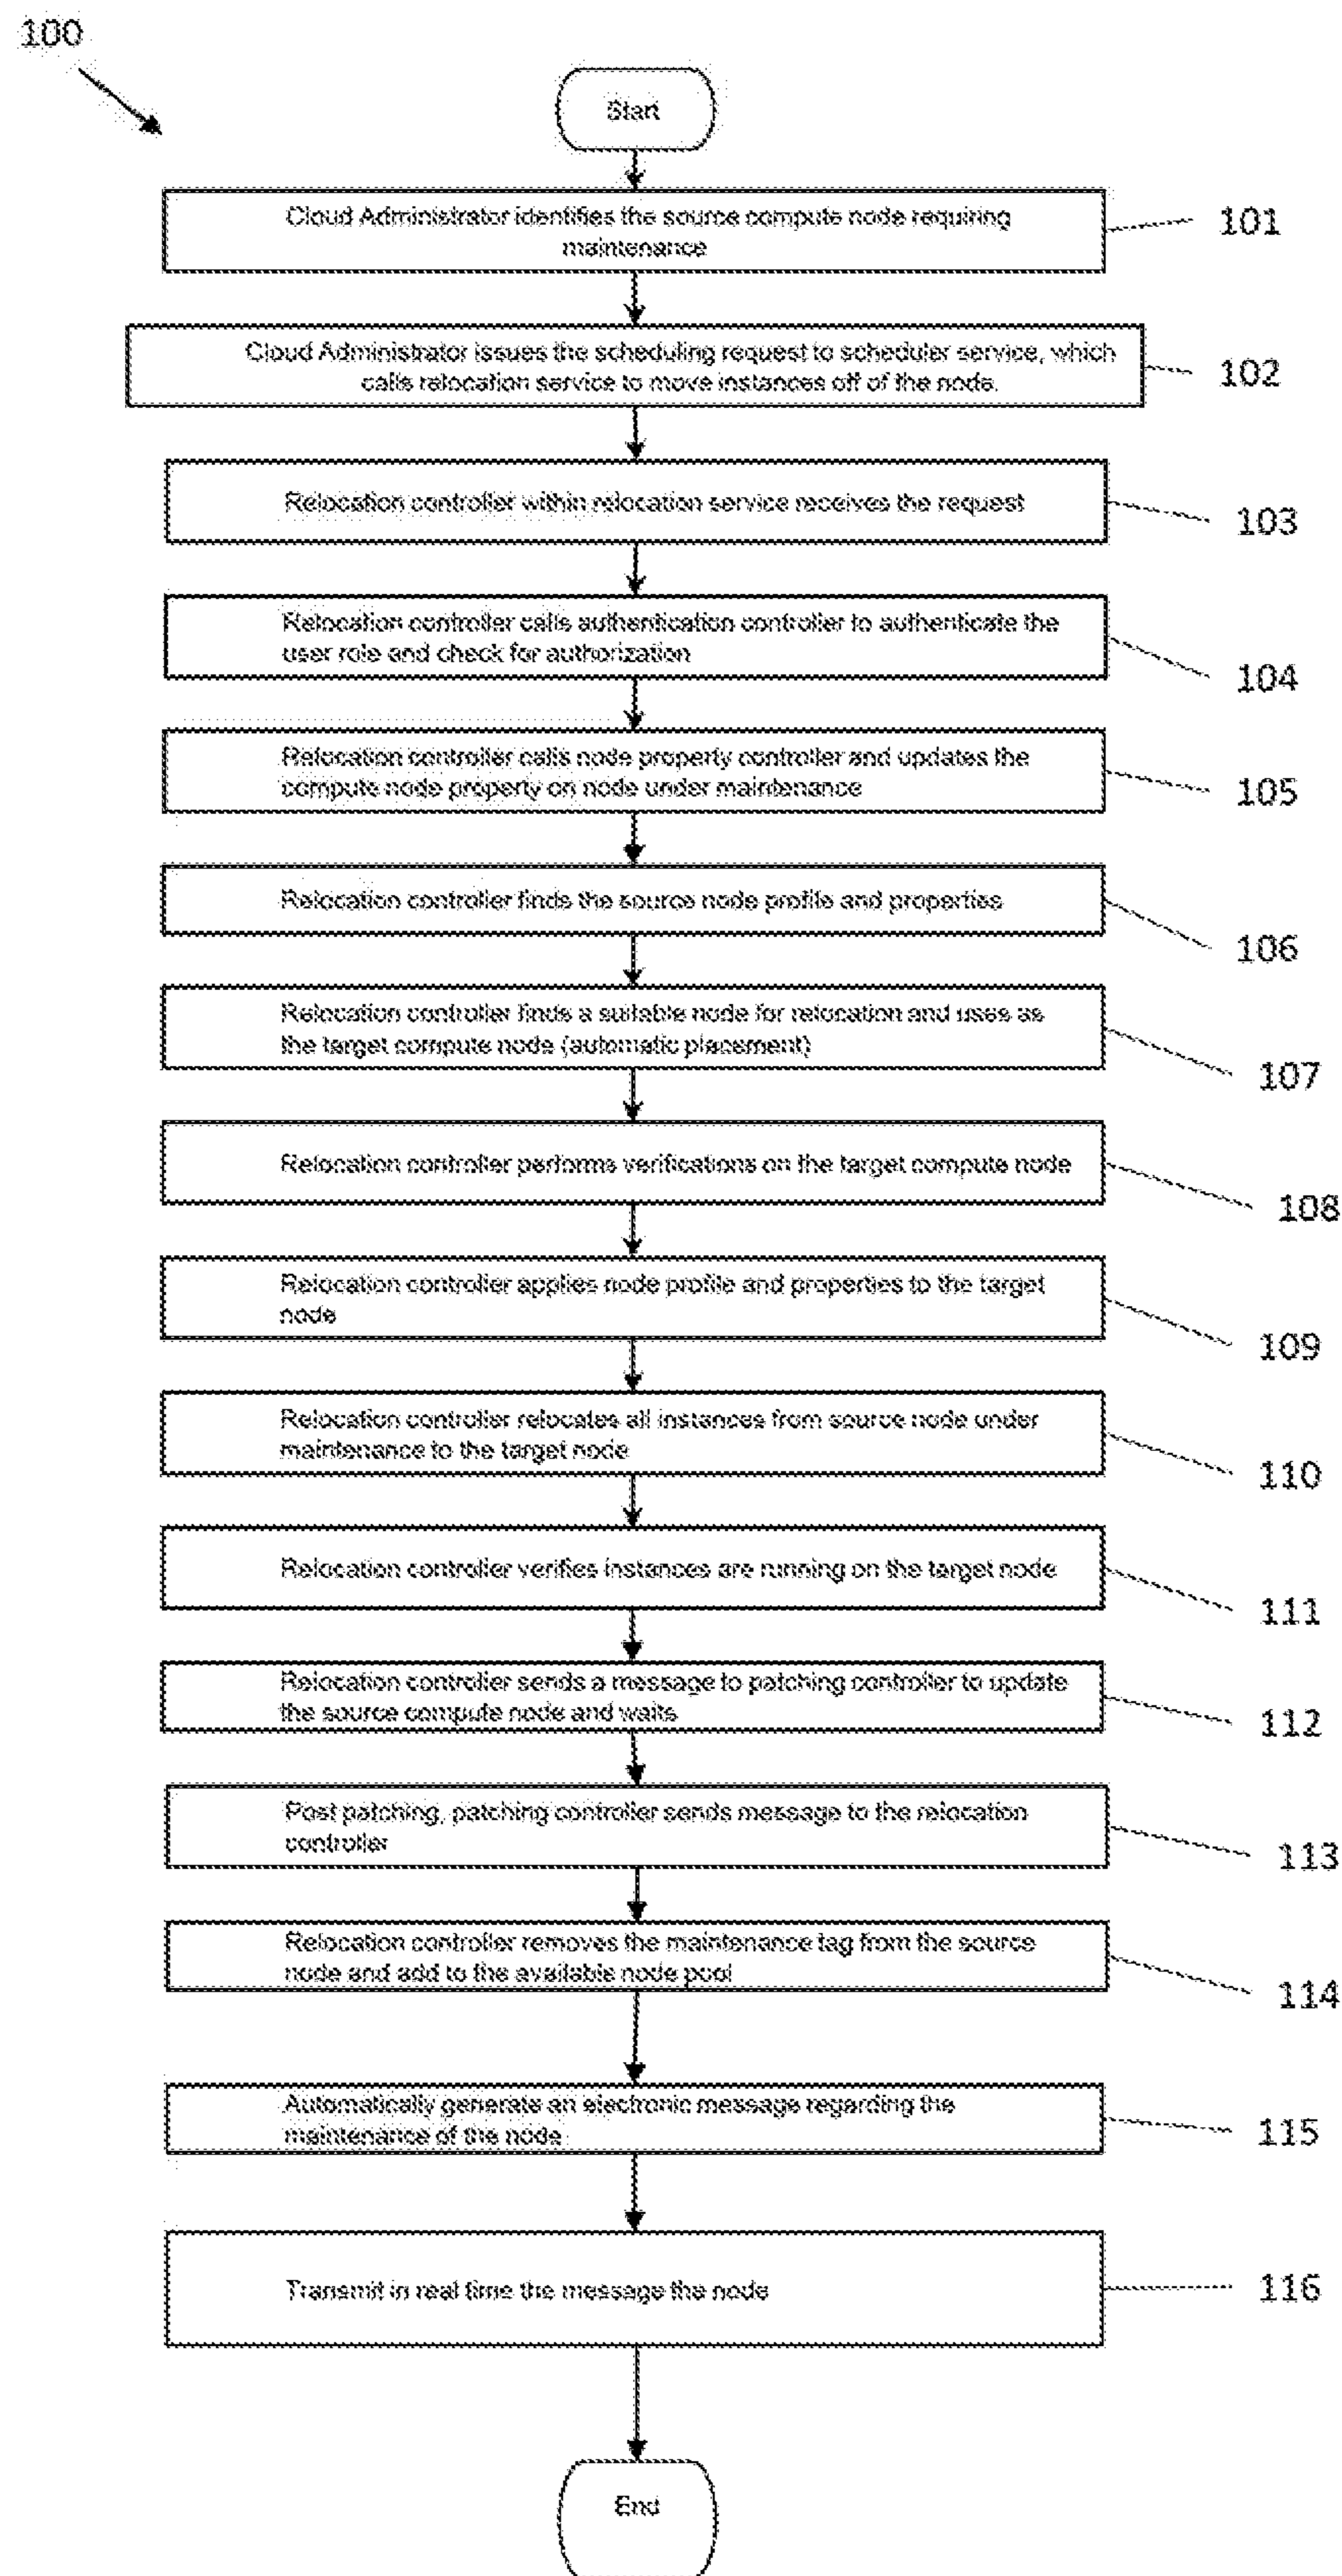 100
Start
Cloud Administrator identifies the source compute node requiring
maintenance
101
Cloud Administrator issues the scheduling request to scheduler service, which
calls relocation service to move instances off of the node.
102
Relocation controller within relocation service receives the request
103
Relocation controller calls authentication controller to authenticate the
user role and check for authorization
104
Relocation controller calls node property controller and updates the
compute node property on node under maintenance
105
Relocation controller finds the source node profile and properties
106
Relocation controller finds a suitable node for relocation and uses as
the target compute node (automatic placement)
107
Relocation controller performs verifications on the target compute node
108
Relocation controller applies node profile and properties to the target
node
109
Relocation controller relocates all instances from source node under
maintenance to the target node
110
Relocation controller verifies instances are running on the target node
111
Relocation controller sends a message to patching controller to update
the source compute node and waits
112
Post patching, patching controller sends message to the relocation
controller
113
Relocation controller removes the maintenance tag from the source
node and add to the available node pool
114
Automatically generate an electronic message regarding the
maintenance of the node
115
Transmit in real time the message the node
116
End